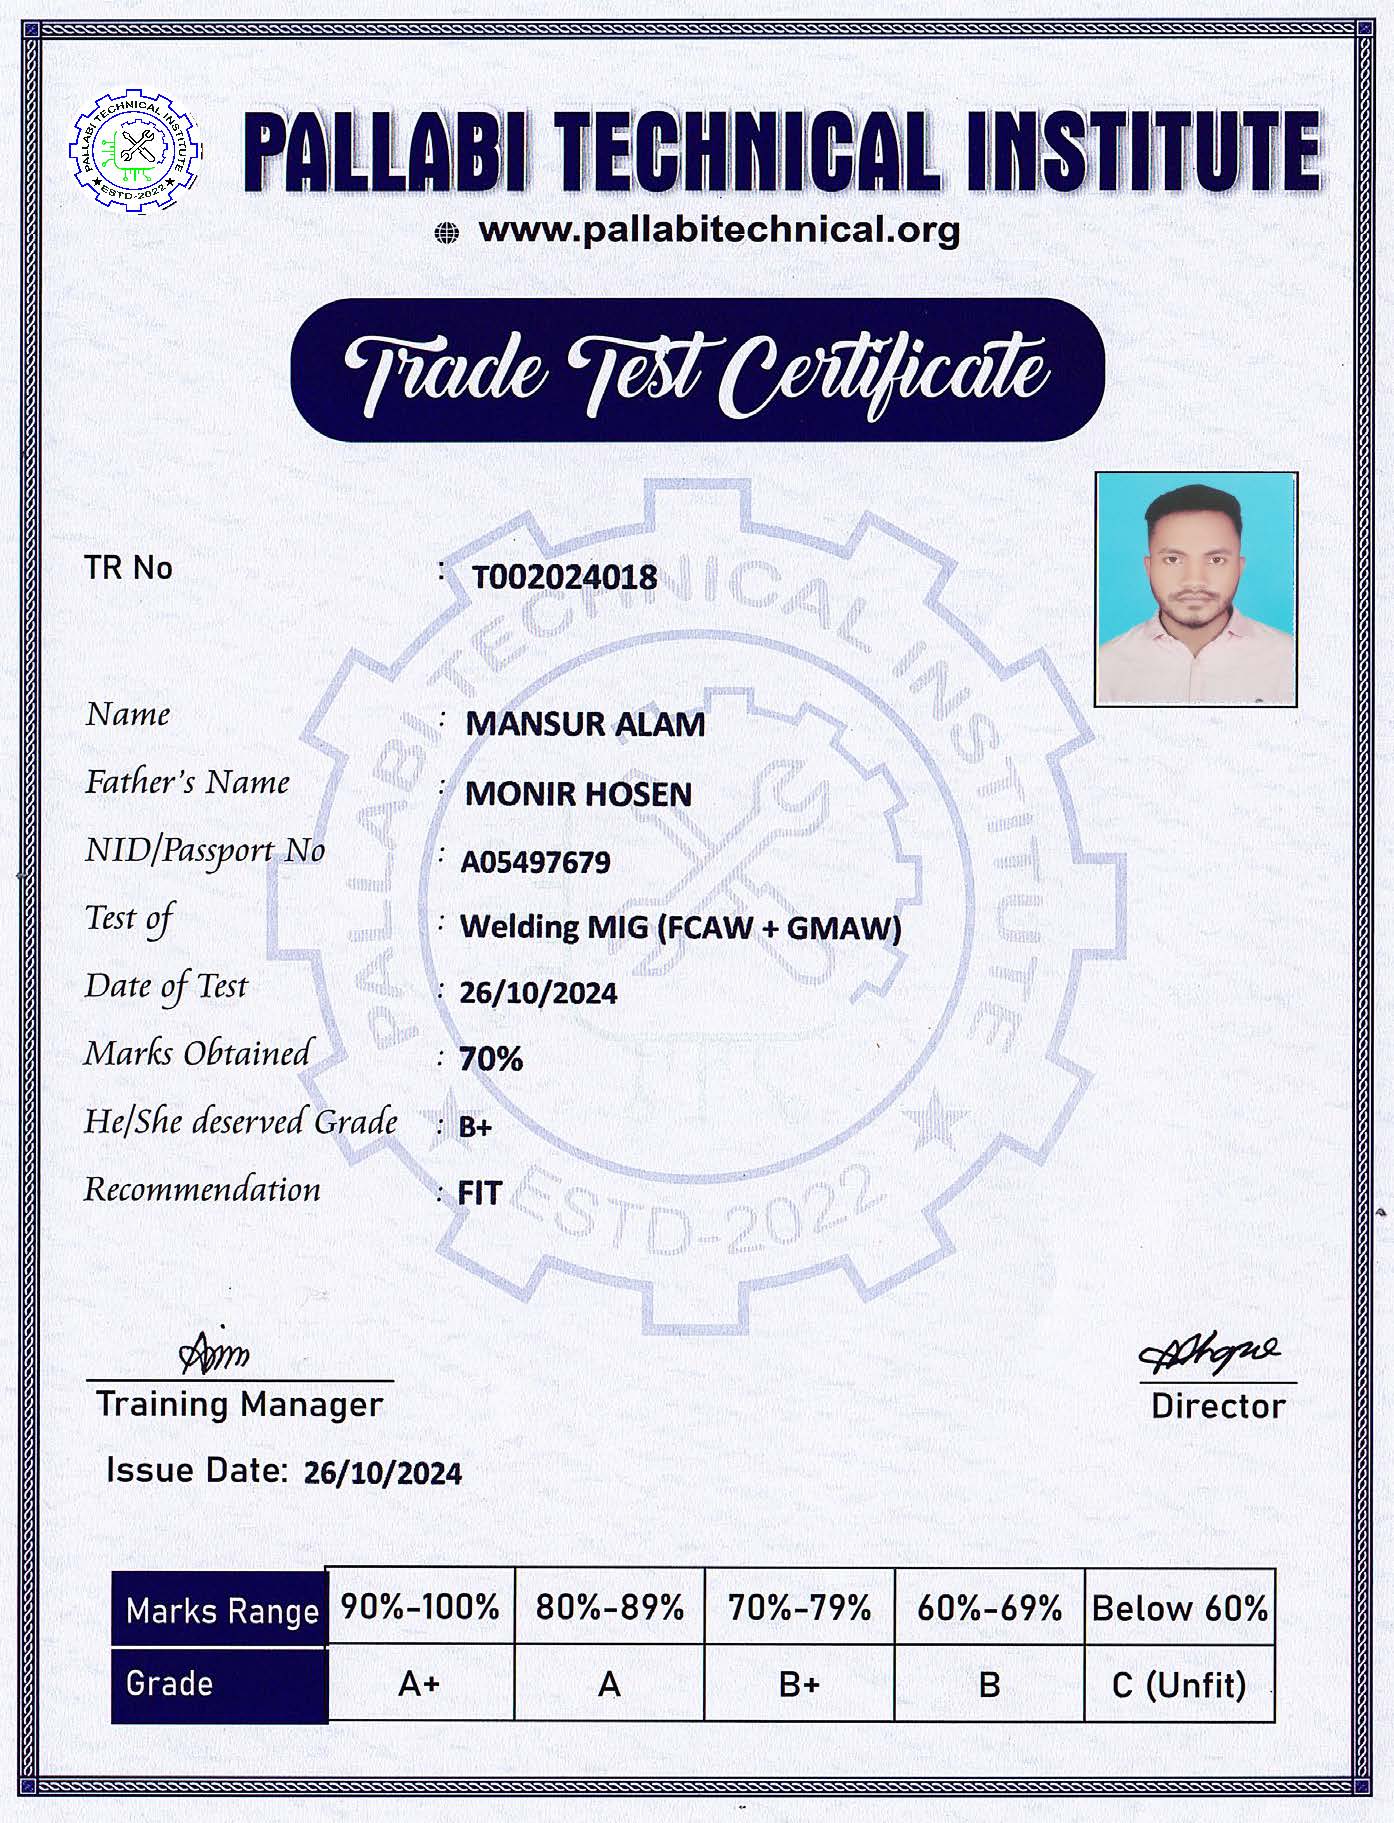 PALLABI TECHNICAL INSTITUTE
★ ESTD-2022 ★
PALLABI TECHNICAL INSTITUTE
www.pallabitechnical.org
Trade Test Certificate
TR No : T002024018
Name : MANSUR ALAM
Father's Name : MONIR HOSEN
NID/Passport No : A05497679
Test of : Welding MIG (FCAW + GMAW)
Date of Test : 26/10/2024
Marks Obtained : 70%
He/She deserved Grade : B+
Recommendation : FIT
PALLABI TECHNICAL INSTITUTE
★ ESTD-2022 ★
Training Manager Director
Issue Date: 26/10/2024
Marks Range 90%-100% 80%-89% 70%-79% 60%-69% Below 60%
Grade A+ A B+ B C (Unfit)